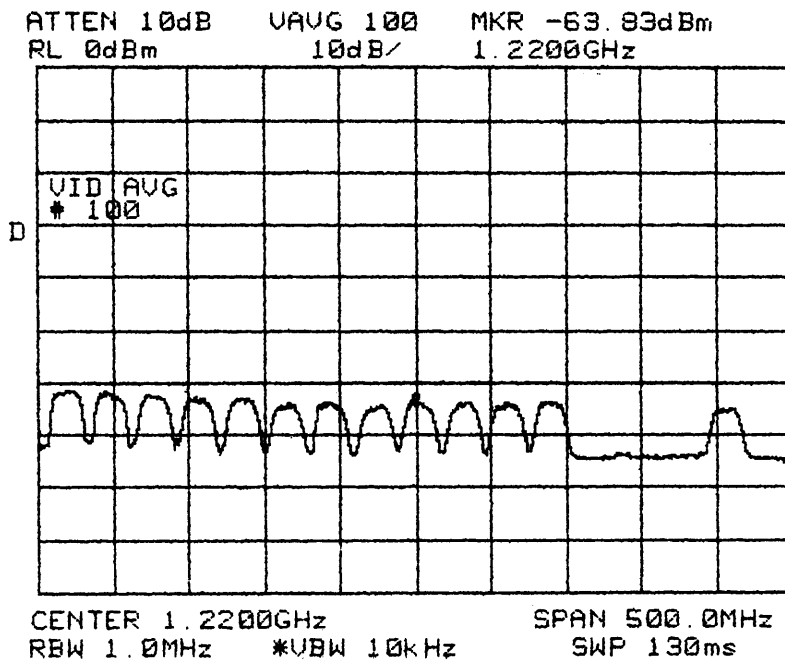 ATTEN 10dB VAVG 100 MKR -63.83dBm
RL 0dBm 10dB/ 1.2200GHz
VID AVG
# 100
D
CENTER 1.2200GHz SPAN 500.0MHz
RBW 1.0MHz *VBW 10kHz SWP 130ms